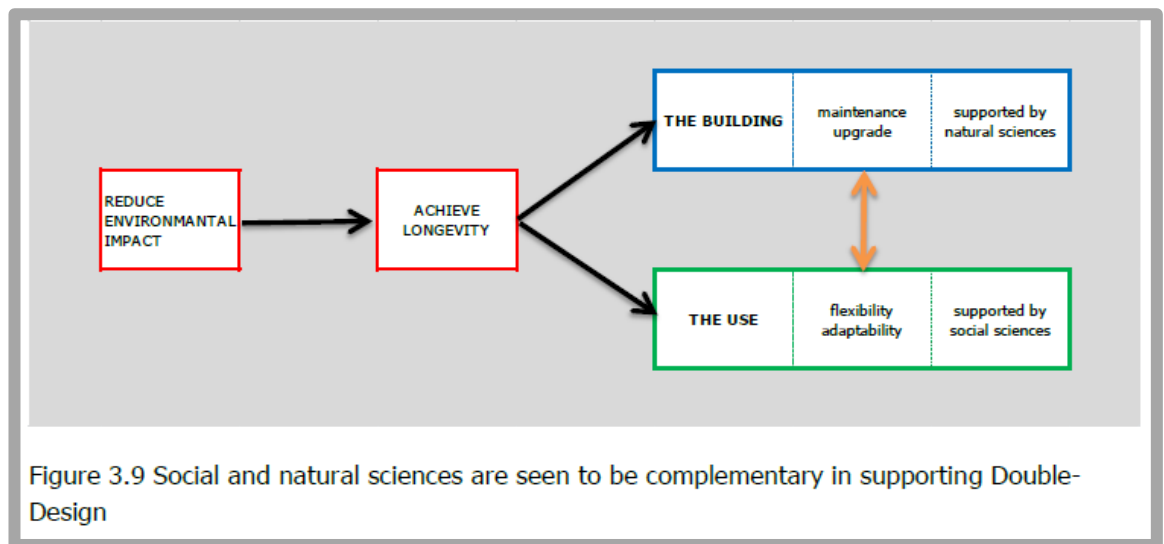 REDUCE
ENVIRONMANTAL
IMPACT
ACHIEVE
LONGEVITY
THE BUILDING
maintenance
upgrade
supported by
natural sciences
THE USE
flexibility
adaptability
supported by
social sciences
Figure 3.9 Social and natural sciences are seen to be complementary in supporting Double-
Design